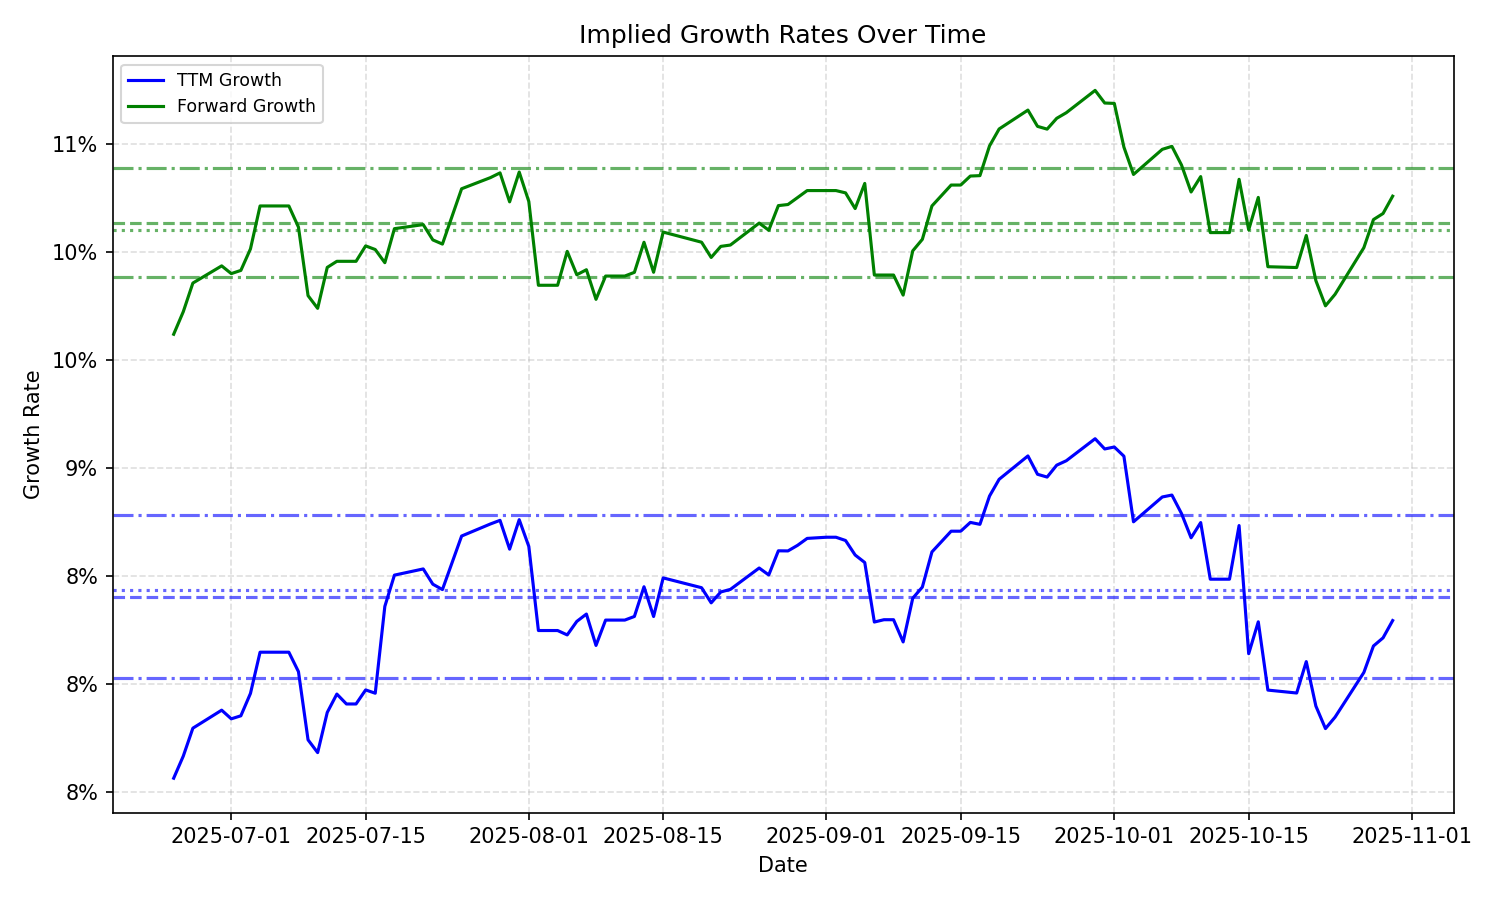 Implied Growth Rates Over Time
TTM Growth
Forward Growth
11%
10%
10%
9%
8%
8%
8%
Growth Rate
2025-07-01 2025-07-15 2025-08-01 2025-08-15 2025-09-01 2025-09-15 2025-10-01 2025-10-15 2025-11-01
Date